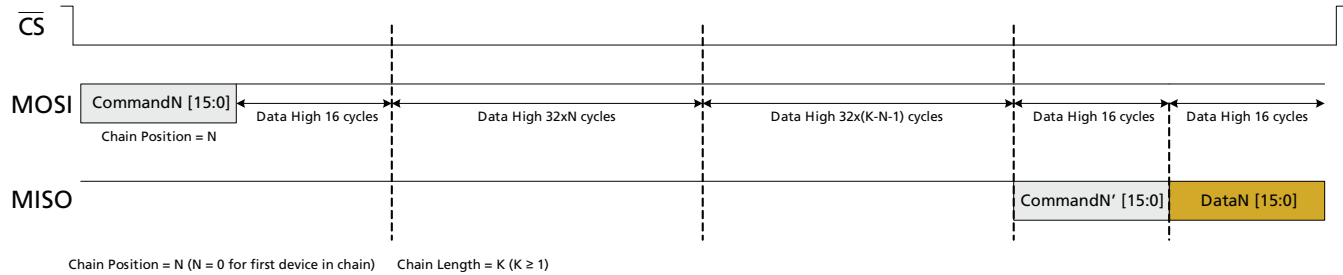 CS
MOSI
CommandN [15:0]
Data High 16 cycles
Data High 32xN cycles
Data High 32x(K-N-1) cycles
Data High 16 cycles
Data High 16 cycles
Chain Position = N
MISO
CommandN’ [15:0]
DataN [15:0]
Chain Position = N (N = 0 for first device in chain) Chain Length = K (K ≥ 1)